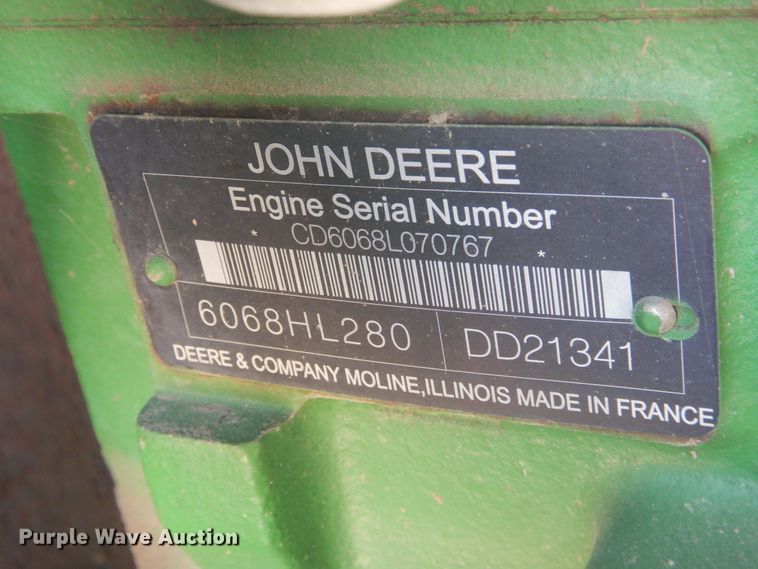 JOHN DEERE
Engine Serial Number
* CD6068L070767 *
6068HL280 DD21341
DEERE & COMPANY MOLINE,ILLINOIS MADE IN FRANCE
Purple Wave Auction